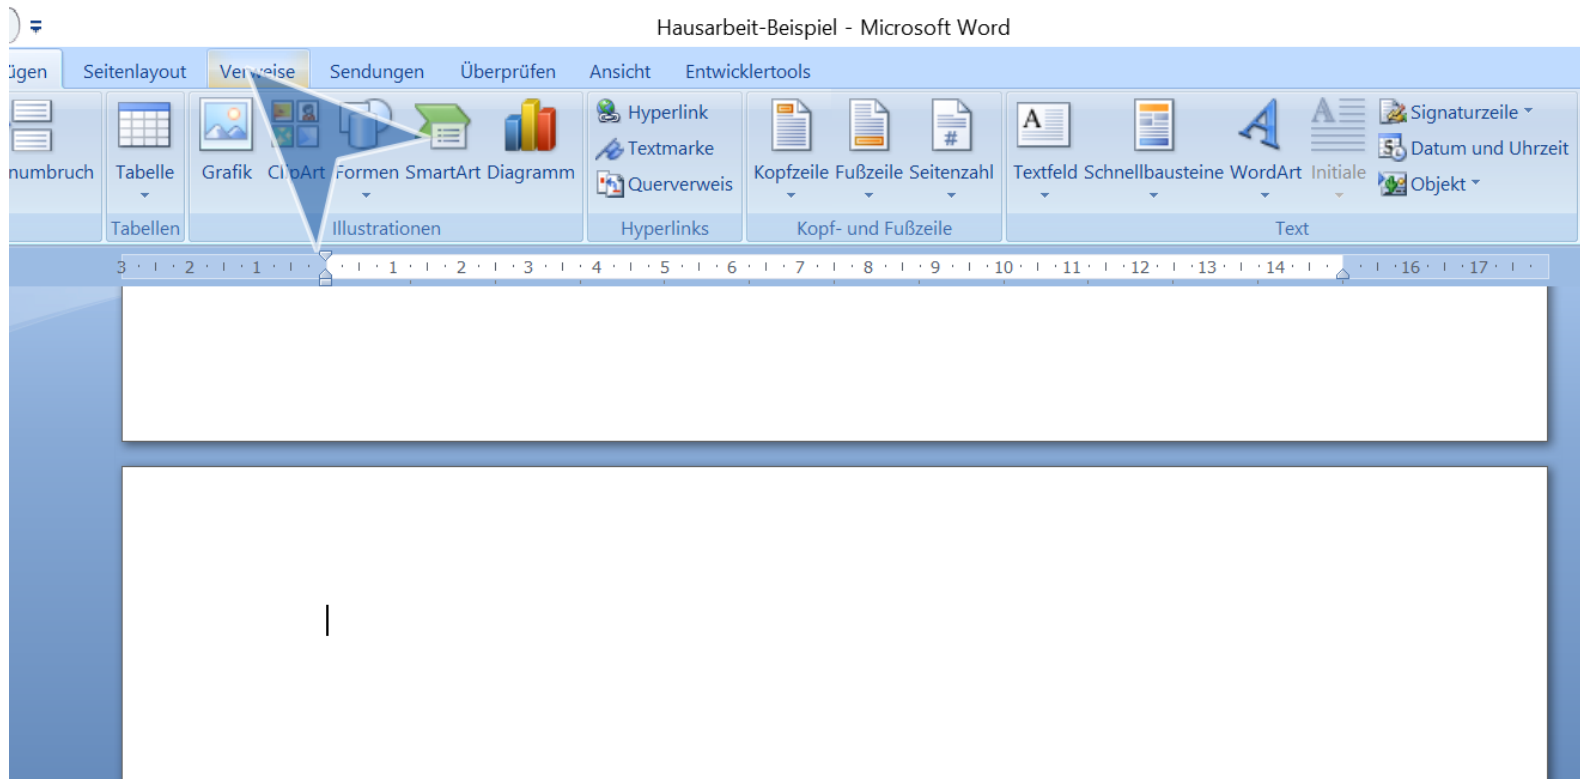 Hausarbeit-Beispiel - Microsoft Word
ügen Seitenlayout Verweise Sendungen Überprüfen Ansicht Entwicklertools
numbruch Tabelle Grafik ClipArt Formen SmartArt Diagramm
Hyperlink
Textmarke
Querverweis
Kopfzeile Fußzeile Seitenzahl
Textfeld Schnellbausteine WordArt Initiale
Signaturzeile
Datum und Uhrzeit
Objekt
Tabellen Illustrationen Hyperlinks Kopf- und Fußzeile Text
3 2 1 1 2 3 4 5 6 7 8 9 10 11 12 13 14 16 17